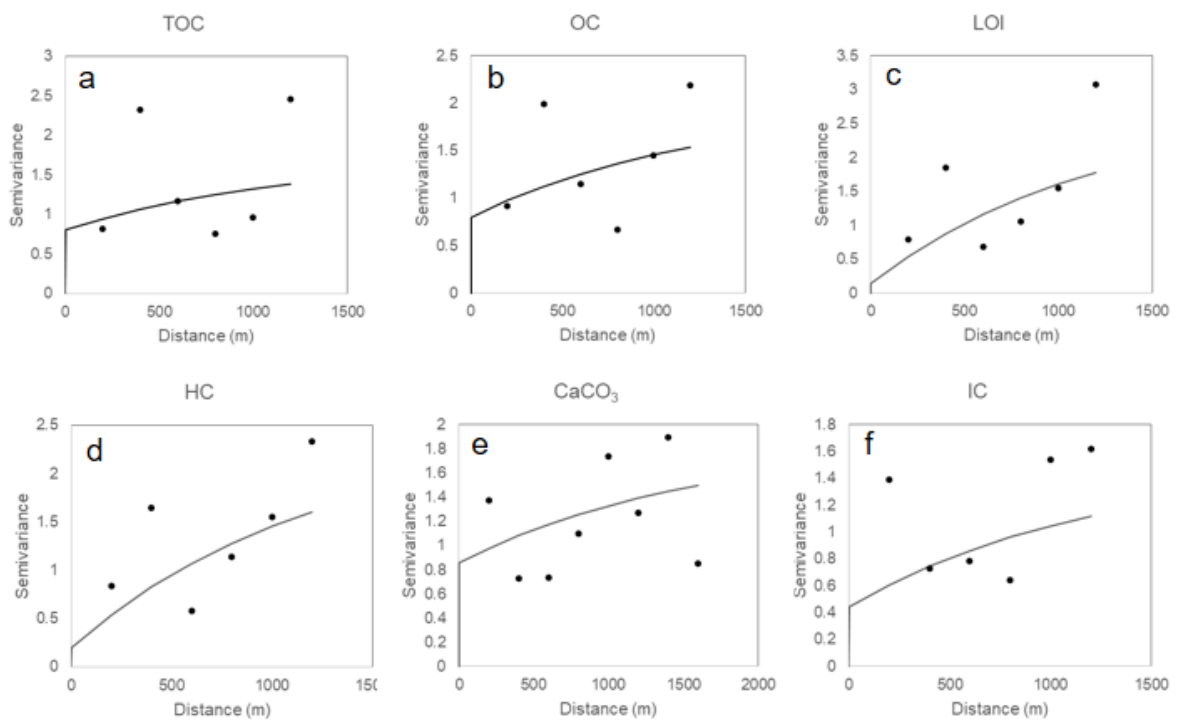 TOC
a
3
2.5
2
1.5
1
0.5
0
Semivariance
0 500 1000 1500
Distance (m)
OC
b
2.5
2
1.5
1
0.5
0
Semivariance
0 500 1000 1500
Distance (m)
LOI
c
3.5
3
2.5
2
1.5
1
0.5
0
Semivariance
0 500 1000 1500
Distance (m)
HC
d
2.5
2
1.5
1
0.5
0
Semivariance
0 500 1000
Distance (m)
CaCO₃
e
2
1.8
1.6
1.4
1.2
1
0.8
0.6
0.4
0.2
0
Semivariance
0 500 1000 1500 2000
Distance (m)
IC
f
1.8
1.6
1.4
1.2
1
0.8
0.6
0.4
0.2
0
Semivariance
0 500 1000 1500
Distance (m)